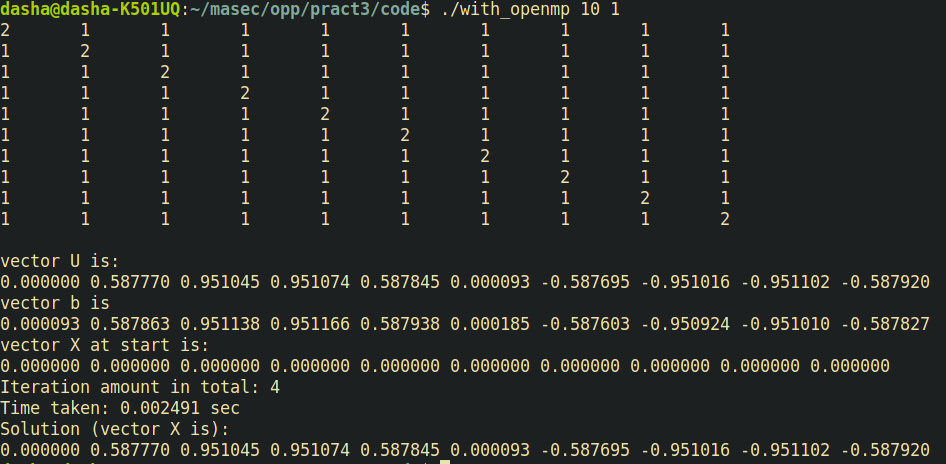 dasha@dasha-K501UQ:~/masec/opp/pract3/code$ ./with_openmp 10 1
2 1 1 1 1 1 1 1 1 1
1 2 1 1 1 1 1 1 1 1
1 1 2 1 1 1 1 1 1 1
1 1 1 2 1 1 1 1 1 1
1 1 1 1 2 1 1 1 1 1
1 1 1 1 1 2 1 1 1 1
1 1 1 1 1 1 2 1 1 1
1 1 1 1 1 1 1 2 1 1
1 1 1 1 1 1 1 1 2 1
1 1 1 1 1 1 1 1 1 2
vector U is:
0.000000 0.587770 0.951045 0.951074 0.587845 0.000093 -0.587695 -0.951016 -0.951102 -0.587920
vector b is
0.000093 0.587863 0.951138 0.951166 0.587938 0.000185 -0.587603 -0.950924 -0.951010 -0.587827
vector X at start is:
0.000000 0.000000 0.000000 0.000000 0.000000 0.000000 0.000000 0.000000 0.000000 0.000000
Iteration amount in total: 4
Time taken: 0.002491 sec
Solution (vector X is):
0.000000 0.587770 0.951045 0.951074 0.587845 0.000093 -0.587695 -0.951016 -0.951102 -0.587920